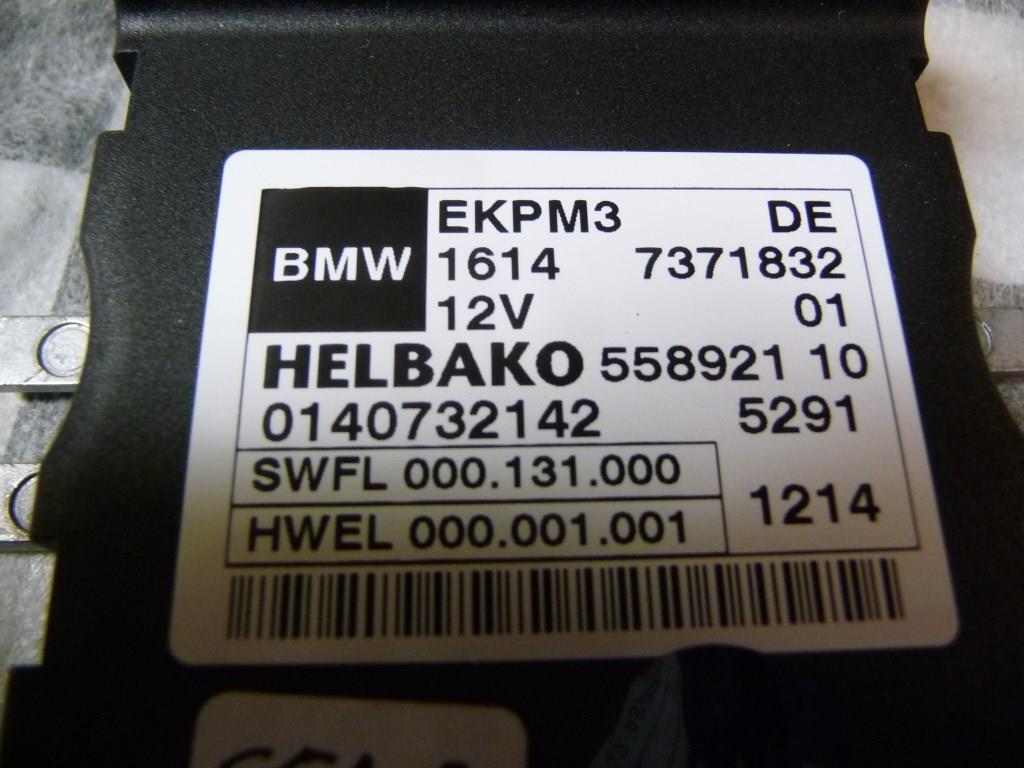 BMW
EKPM3 DE
1614 7371832
12V 01
HELBAKO 558921 10
0140732142 5291
SWFL 000.131.000
HWEL 000.001.001
1214